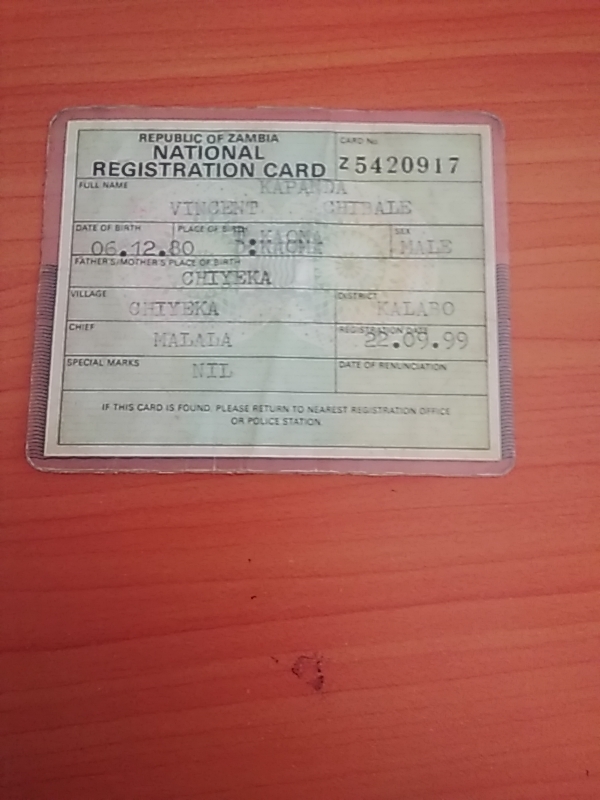 REPUBLIC OF ZAMBIA
NATIONAL
REGISTRATION CARD
CARD No.
Z5420917
FULL NAME
KAPANDA
VINCENT CHIBALE
DATE OF BIRTH
06.12.80
PLACE OF BIRTH
KAOMA
D:KAOMA
SEX
MALE
FATHER'S/MOTHER'S PLACE OF BIRTH
CHIYEKA
VILLAGE
CHIYEKA
DISTRICT
KALABO
CHIEF
MALALA
REGISTRATION DATE
22.09.99
SPECIAL MARKS
NIL
DATE OF RENUNCIATION
IF THIS CARD IS FOUND, PLEASE RETURN TO NEAREST REGISTRATION OFFICE
OR POLICE STATION.